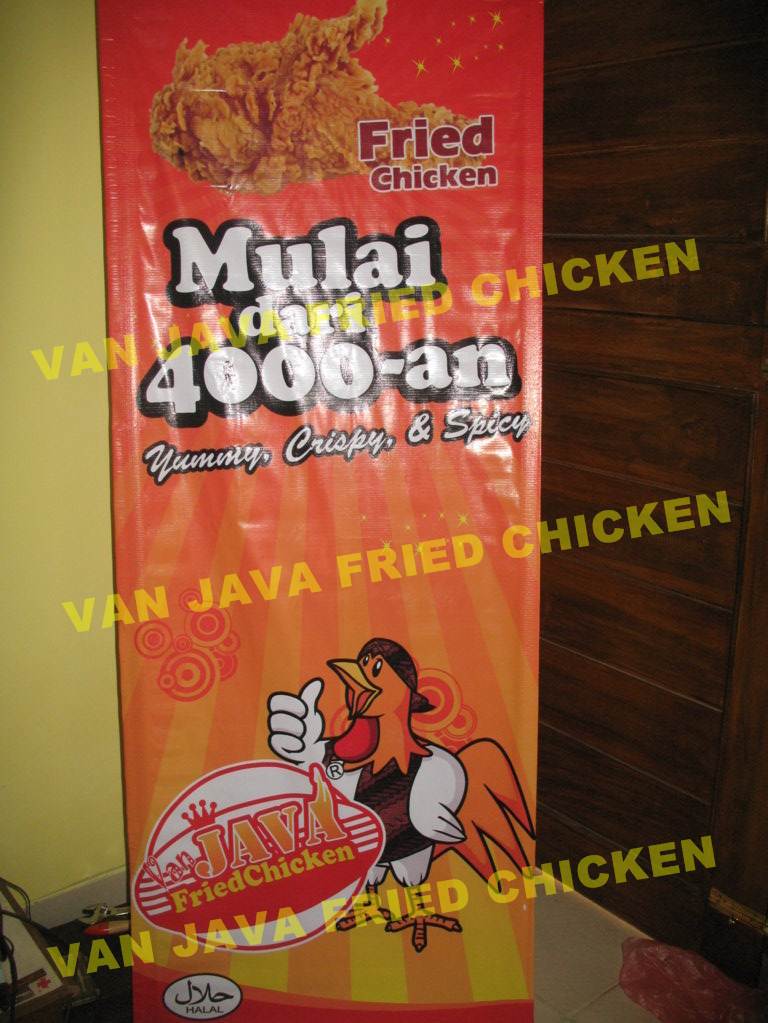 Fried
Chicken
Mulai
dari
4000-an
Yummy, Crispy, & Spicy
VAN JAVA FRIED CHICKEN
VAN JAVA FRIED CHICKEN
®
Van JAVA
FriedChicken
VAN JAVA FRIED CHICKEN
حلال
HALAL